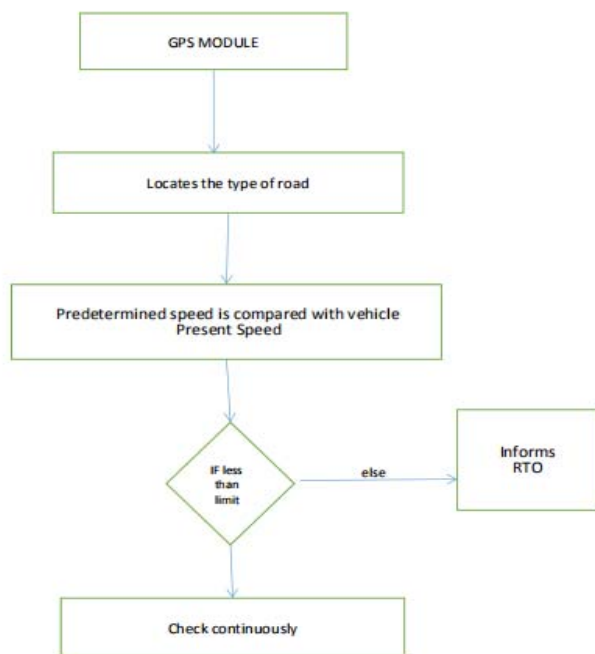 GPS MODULE
Locates the type of road
Predetermined speed is compared with vehicle
Present Speed
IF less
than
limit
else
Informs
RTO
Check continuously